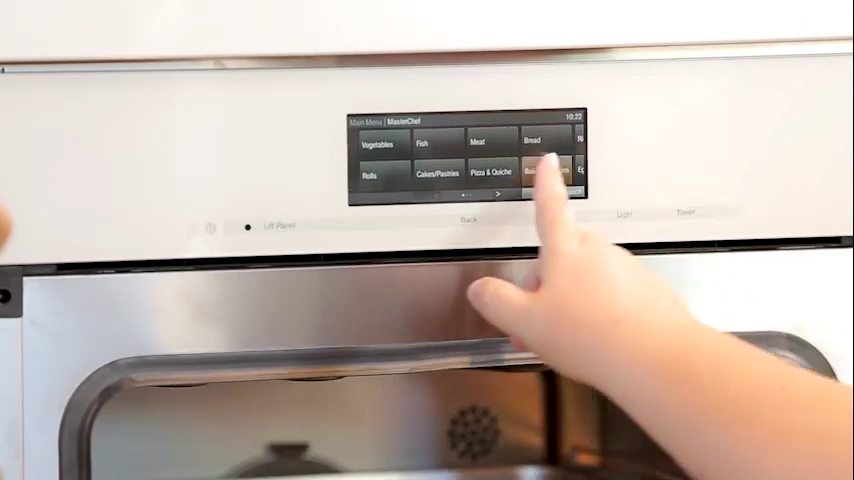 Main Menu | MasterChef 10:22
Vegetables Fish Meat Bread
Rolls Cakes/Pastries Pizza & Quiche
>
Lift Panel Back Light Timer